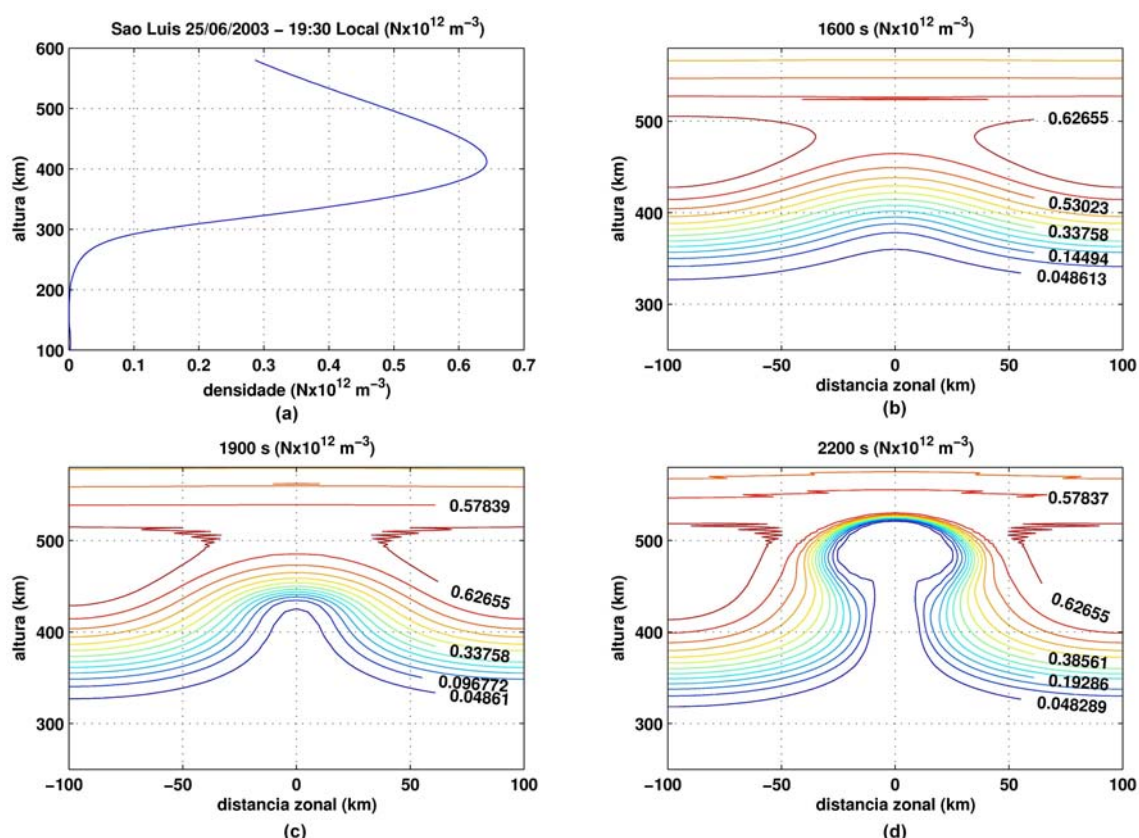 Sao Luis 25/06/2003 – 19:30 Local (Nx10¹² m⁻³)
600
500
400
300
200
100
altura (km)
0 0.1 0.2 0.3 0.4 0.5 0.6 0.7
densidade (Nx10¹² m⁻³)
(a)
1600 s (Nx10¹² m⁻³)
500
400
300
altura (km)
0.62655
0.53023
0.33758
0.14494
0.048613
−100 −50 0 50 100
distancia zonal (km)
(b)
1900 s (Nx10¹² m⁻³)
500
400
300
altura (km)
0.57839
0.62655
0.33758
0.096772
0.04861
−100 −50 0 50 100
distancia zonal (km)
(c)
2200 s (Nx10¹² m⁻³)
500
400
300
altura (km)
0.57837
0.62655
0.38561
0.19286
0.048289
−100 −50 0 50 100
distancia zonal (km)
(d)